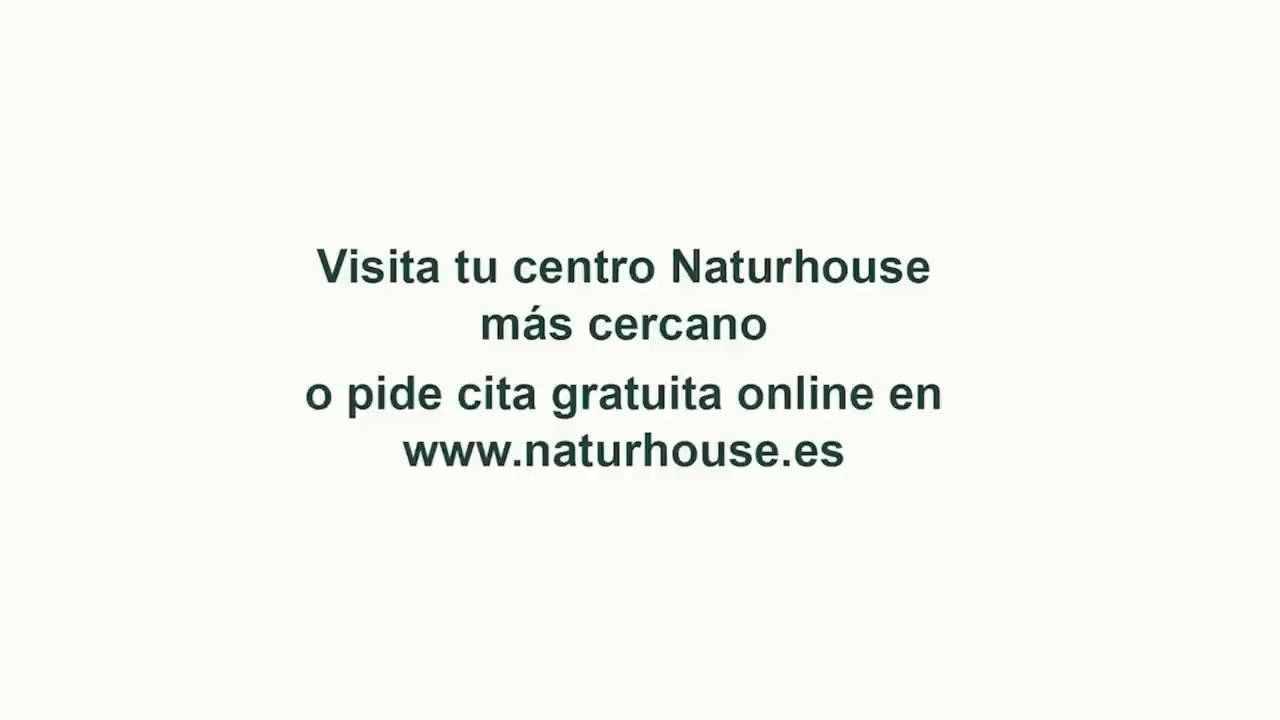 Visita tu centro Naturhouse
más cercano
o pide cita gratuita online en
www.naturhouse.es